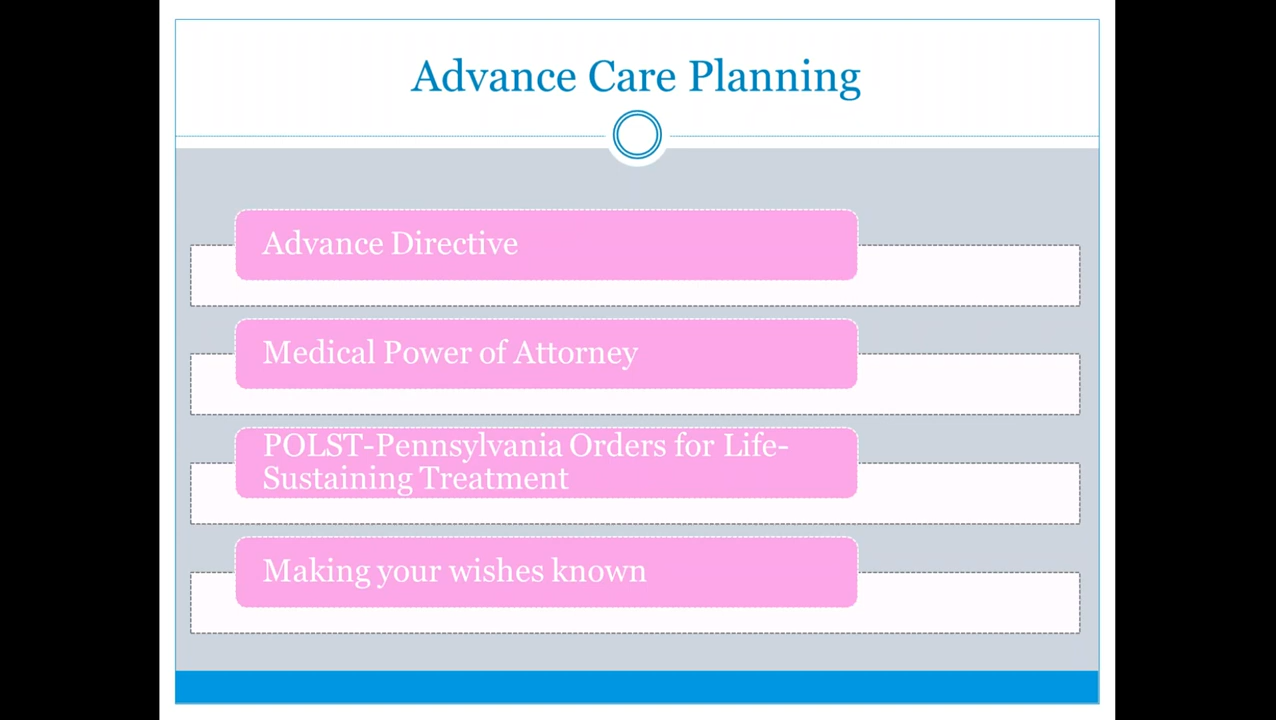 Advance Care Planning
Advance Directive
Medical Power of Attorney
POLST-Pennsylvania Orders for Life-
Sustaining Treatment
Making your wishes known